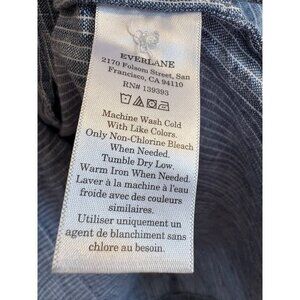 EVERLANE
2170 Folsom Street, San
Francisco, CA 94110
RN# 139393
Machine Wash Cold
With Like Colors.
Only Non-Chlorine Bleach
When Needed.
Tumble Dry Low.
Warm Iron When Needed.
Laver à la machine à l'eau
froide avec des couleurs
similaires.
Utiliser uniquement un
agent de blanchiment sans
chlore au besoin.